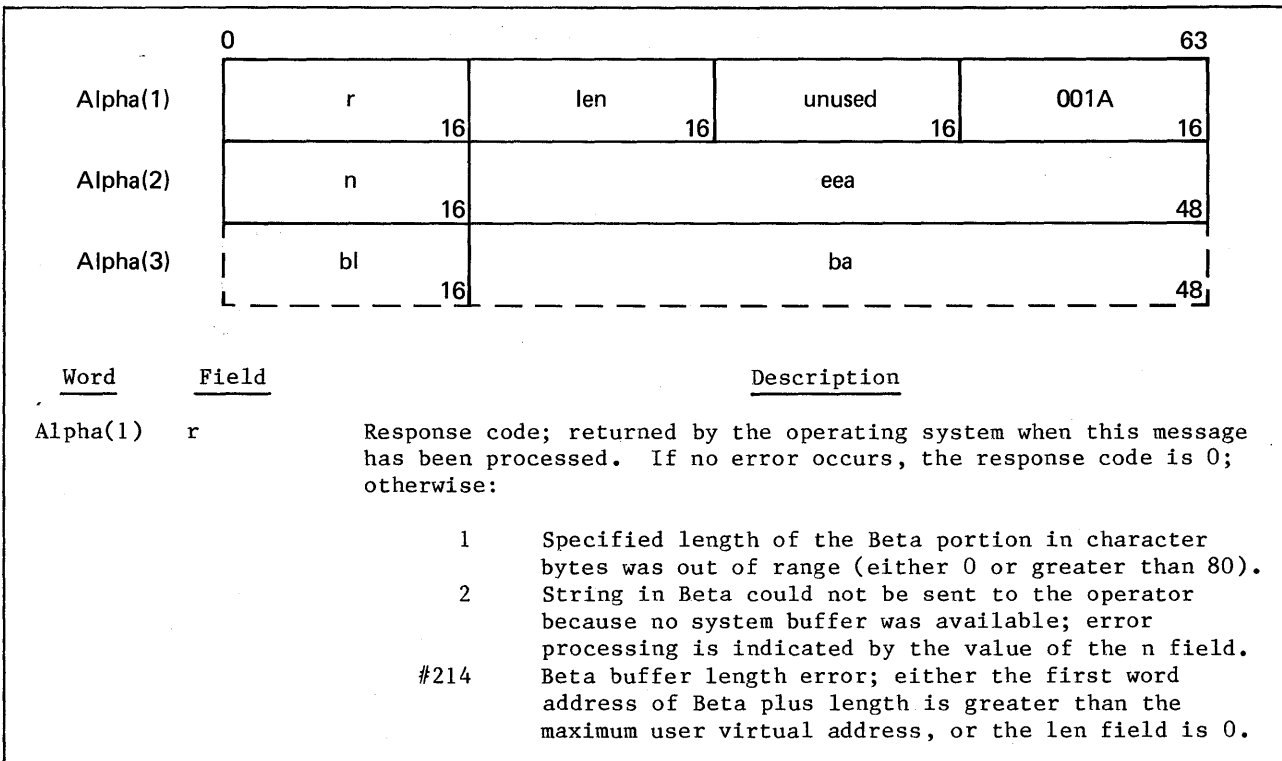 0 63
Alpha(1) r 16 len 16 unused 16 001A 16
Alpha(2) n 16 eea 48
Alpha(3) bl 16 ba 48
Word Field Description
Alpha(1) r Response code; returned by the operating system when this message
has been processed. If no error occurs, the response code is 0;
otherwise:
1 Specified length of the Beta portion in character
bytes was out of range (either 0 or greater than 80).
2 String in Beta could not be sent to the operator
because no system buffer was available; error
processing is indicated by the value of the n field.
#214 Beta buffer length error; either the first word
address of Beta plus length is greater than the
maximum user virtual address, or the len field is 0.